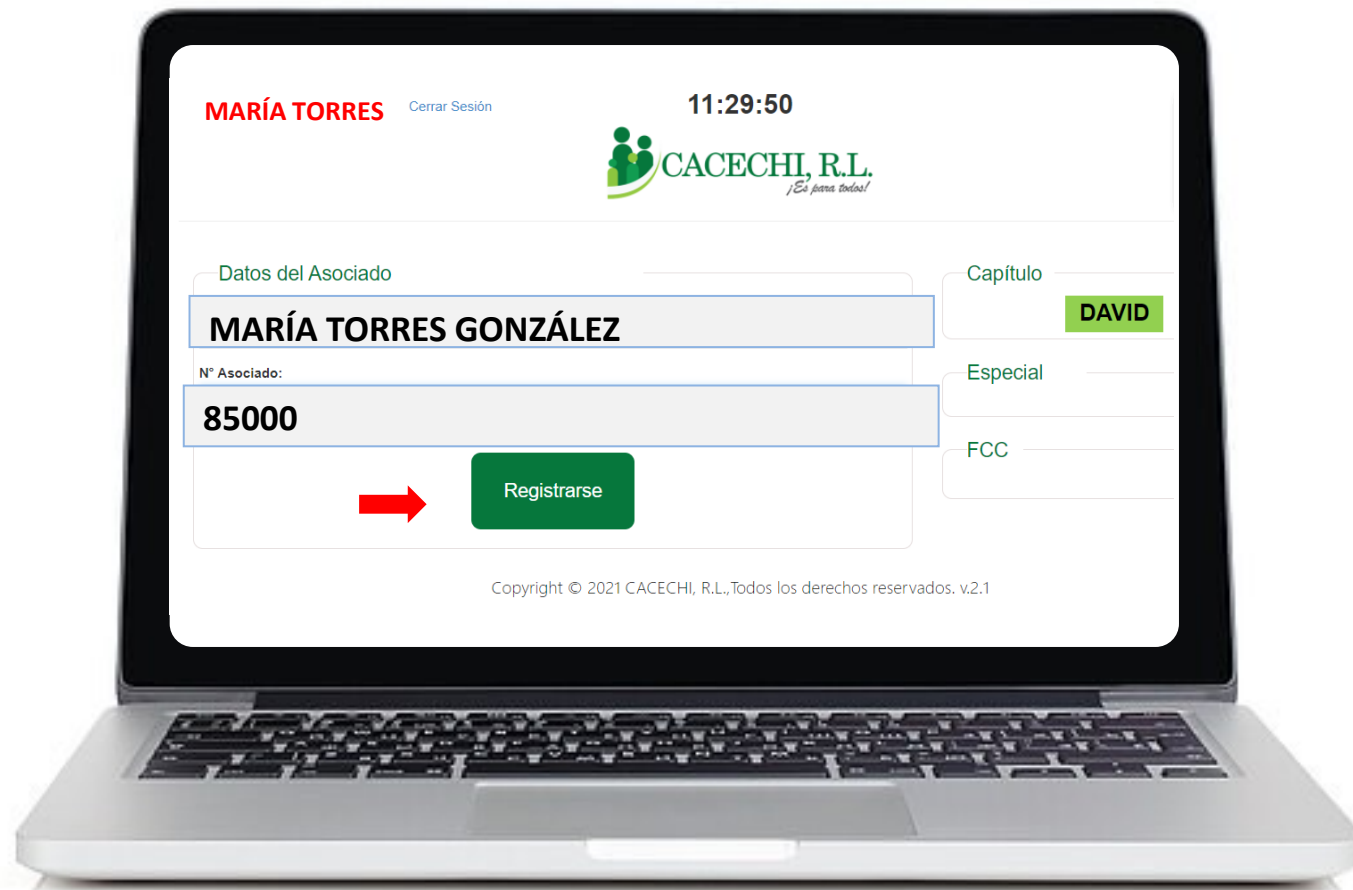 MARÍA TORRES Cerrar Sesión 11:29:50
CACECHI, R.L.
¡Es para todos!
Datos del Asociado
MARÍA TORRES GONZÁLEZ
N° Asociado:
85000
Registrarse
Capítulo
DAVID
Especial
FCC
Copyright © 2021 CACECHI, R.L.,Todos los derechos reservados. v.2.1